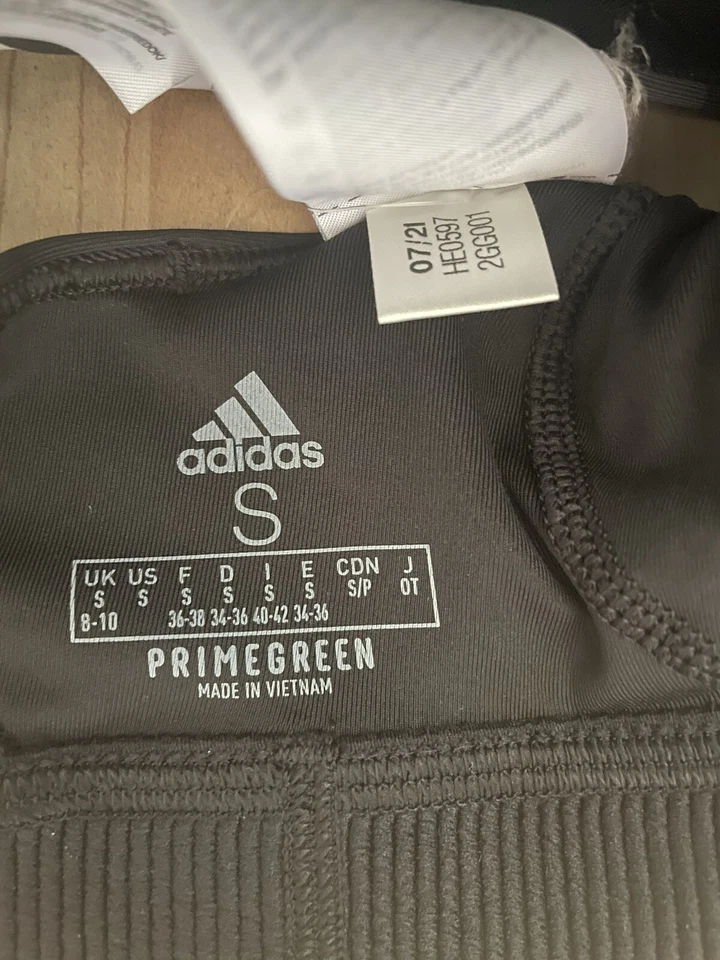 07/21
HE0597
2GG001
adidas
S
UK US F D I E CDN J
S S S S S S S/P OT
8-10 36-38 34-36 40-42 34-36
PRIMEGREEN
MADE IN VIETNAM